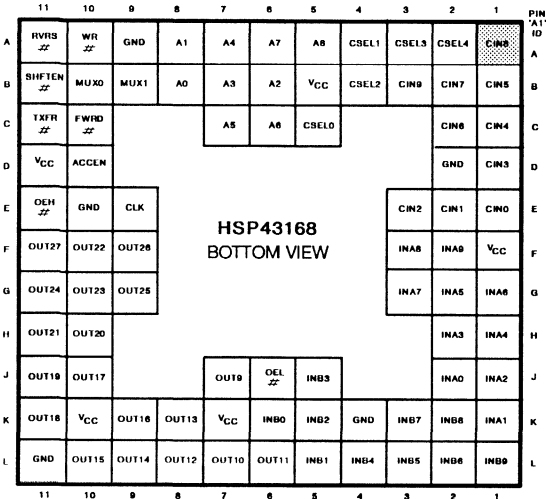 11 10 9 8 7 6 5 4 3 2 1 PIN 'A1' ID
A RVRS # WR # GND A1 A4 A7 A8 CSEL1 CSEL3 CSEL4 CIN8 A
B SHFTEN # MUX0 MUX1 A0 A3 A2 VCC CSEL2 CIN9 CIN7 CIN5 B
C TXFR # FWRD # A5 A6 CSEL0 CIN6 CIN4 C
D VCC ACCEN GND CIN3 D
E OEH # GND CLK CIN2 CIN1 CIN0 E
HSP43168
BOTTOM VIEW
F OUT27 OUT22 OUT26 INA8 INA9 VCC F
G OUT24 OUT23 OUT25 INA7 INA5 INA6 G
H OUT21 OUT20 INA3 INA4 H
J OUT19 OUT17 OUT9 OEL # INB3 INA0 INA2 J
K OUT18 VCC OUT16 OUT13 VCC INB0 INB2 GND INB7 INB8 INA1 K
L GND OUT15 OUT14 OUT12 OUT10 OUT11 INB1 INB4 INB5 INB6 INB9 L
11 10 9 8 7 6 5 4 3 2 1